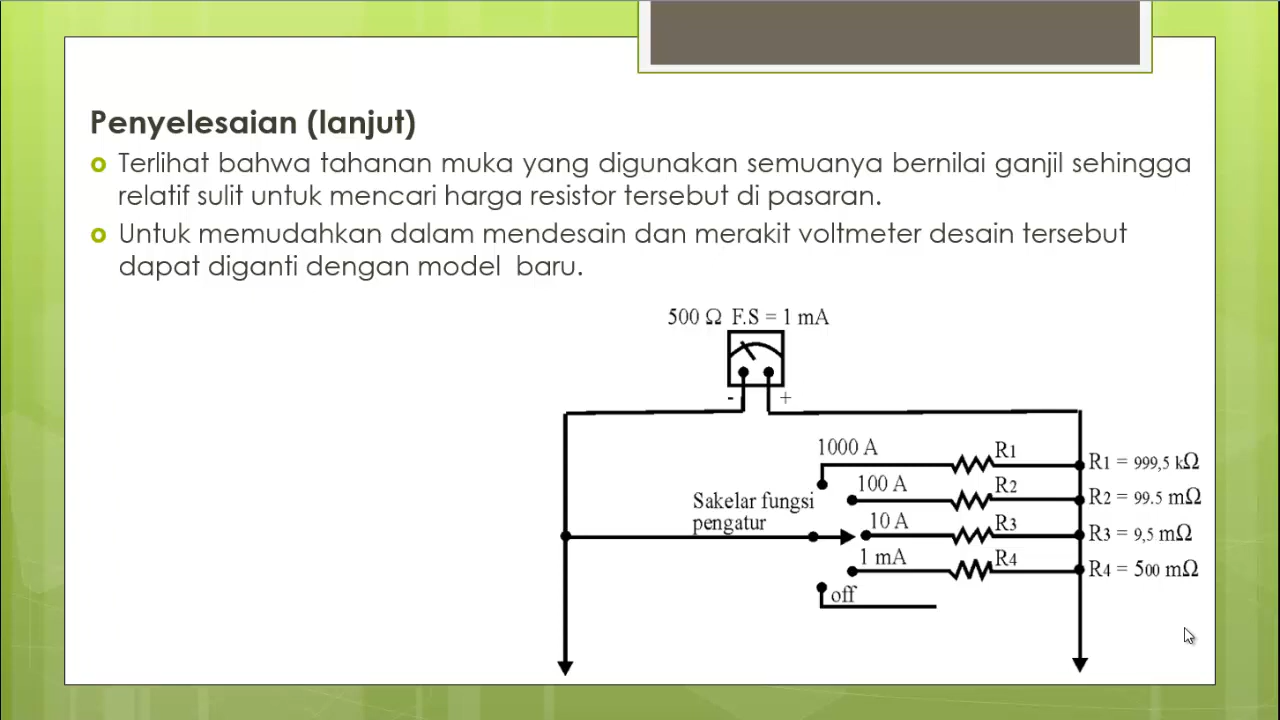 Penyelesaian (lanjut)
Terlihat bahwa tahanan muka yang digunakan semuanya bernilai ganjil sehingga
relatif sulit untuk mencari harga resistor tersebut di pasaran.
Untuk memudahkan dalam mendesain dan merakit voltmeter desain tersebut
dapat diganti dengan model baru.
500 Ω F.S = 1 mA
- +
1000 A R1 R1 = 999,5 kΩ
100 A R2 R2 = 99.5 mΩ
Sakelar fungsi
pengatur
10 A R3 R3 = 9,5 mΩ
1 mA R4 R4 = 500 mΩ
off